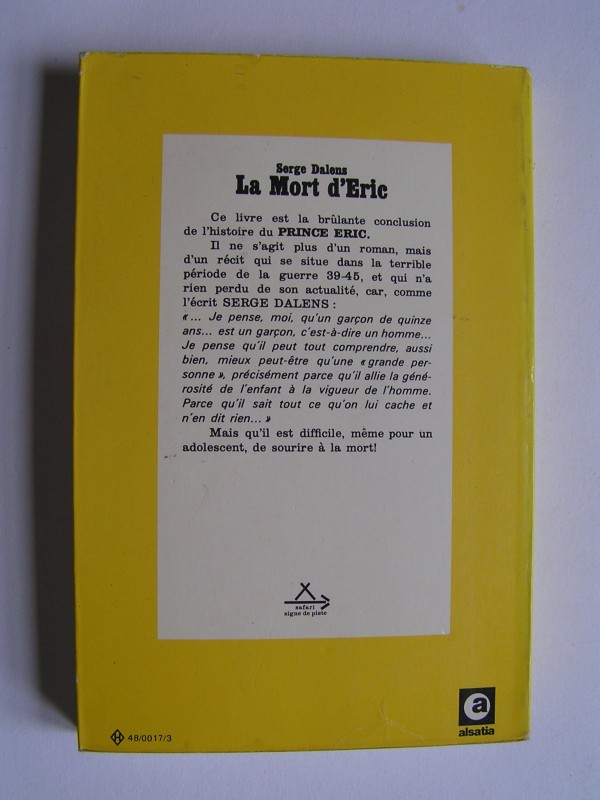 Serge Dalens
La Mort d'Eric
Ce livre est la brûlante conclusion
de l'histoire du PRINCE ERIC.
Il ne s'agit plus d'un roman, mais
d'un récit qui se situe dans la terrible
période de la guerre 39-45, et qui n'a
rien perdu de son actualité, car, comme
l'écrit SERGE DALENS :
« ... Je pense, moi, qu'un garçon de quinze
ans... est un garçon, c'est-à-dire un homme...
Je pense qu'il peut tout comprendre, aussi
bien, mieux peut-être qu'une « grande per-
sonne », précisément parce qu'il allie la géné-
rosité de l'enfant à la vigueur de l'homme.
Parce qu'il sait tout ce qu'on lui cache et
n'en dit rien... »
Mais qu'il est difficile, même pour un
adolescent, de sourire à la mort!
safari
signe de piste
H 48/0017/3
a
alsatia